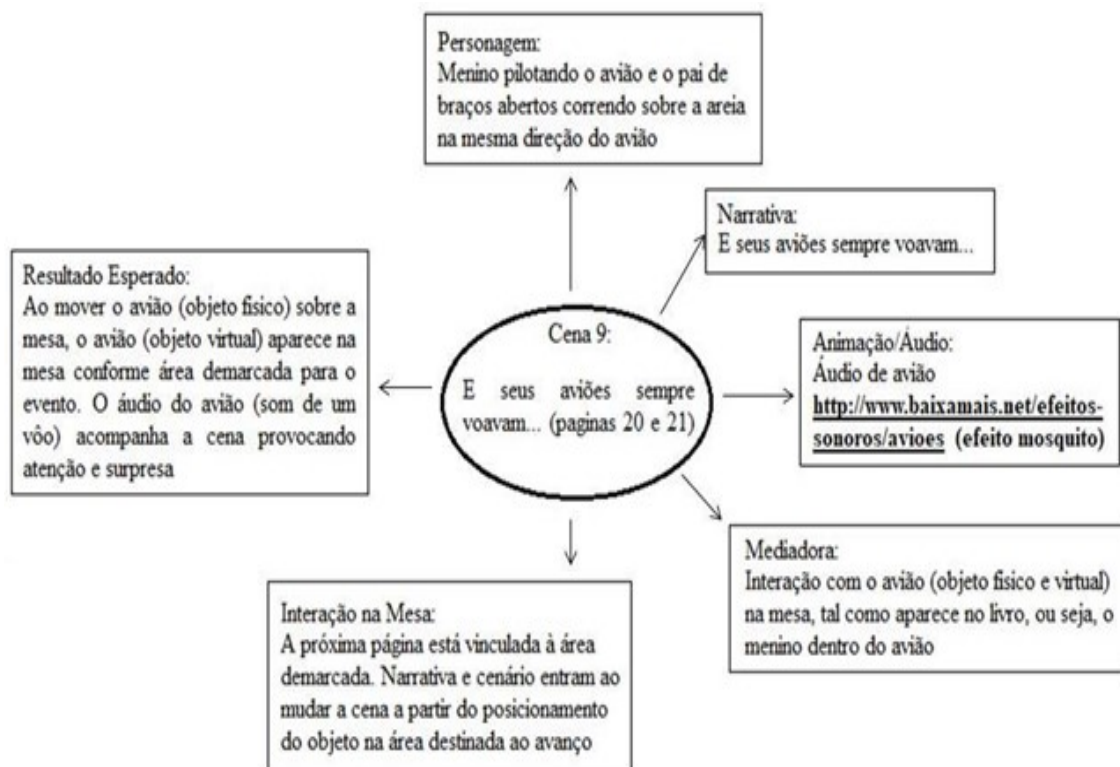 Personagem:
Menino pilotando o avião e o pai de
braços abertos correndo sobre a areia
na mesma direção do avião
Narrativa:
E seus aviões sempre voavam...
Resultado Esperado:
Ao mover o avião (objeto fisico) sobre a
mesa, o avião (objeto virtual) aparece na
mesa conforme área demarcada para o
evento. O áudio do avião (som de um
vôo) acompanha a cena provocando
atenção e surpresa
Cena 9:
E seus aviões sempre
voavam... (paginas 20 e 21)
Animação/Áudio:
Áudio de avião
http://www.baixamais.net/efeitos-
sonoros/avioes (efeito mosquito)
Mediadora:
Interação com o avião (objeto fisico e virtual)
na mesa, tal como aparece no livro, ou seja, o
menino dentro do avião
Interação na Mesa:
A próxima página está vinculada à área
demarcada. Narrativa e cenário entram ao
mudar a cena a partir do posicionamento
do objeto na área destinada ao avanço